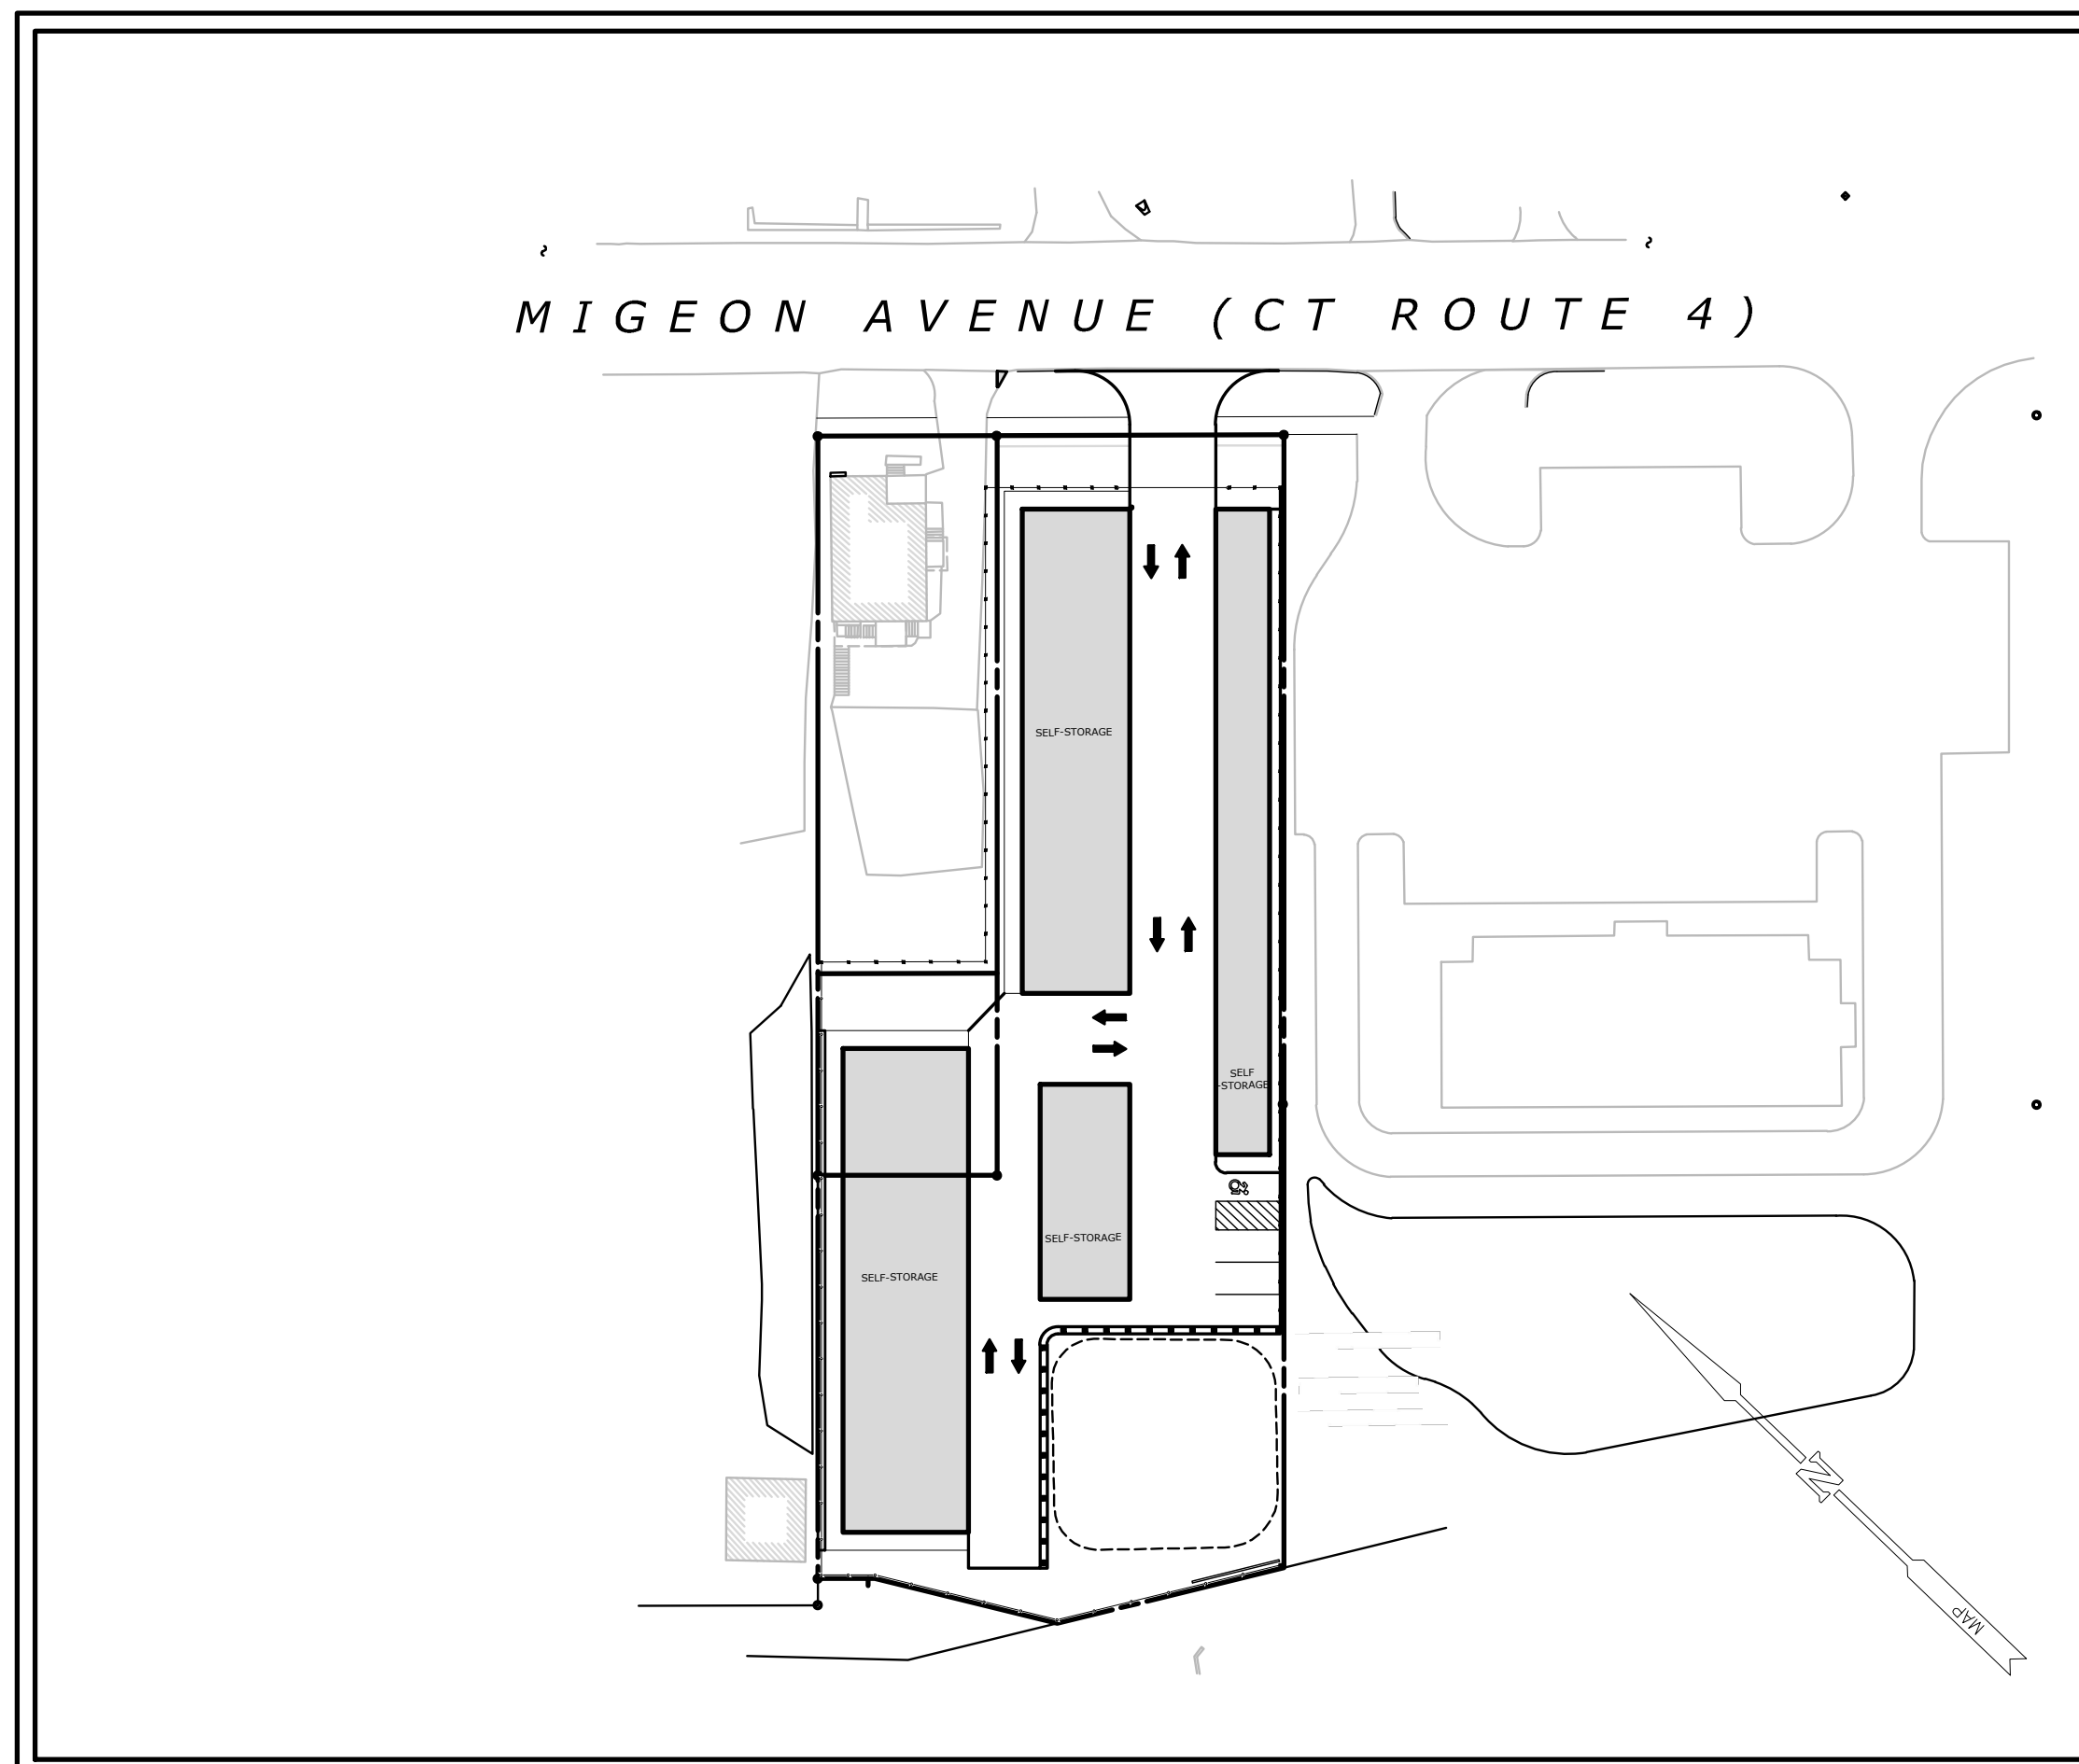 MIGEON AVENUE (CT ROUTE 4)
SELF-STORAGE
SELF
-STORAGE
SELF-STORAGE
SELF-STORAGE
N
MAP